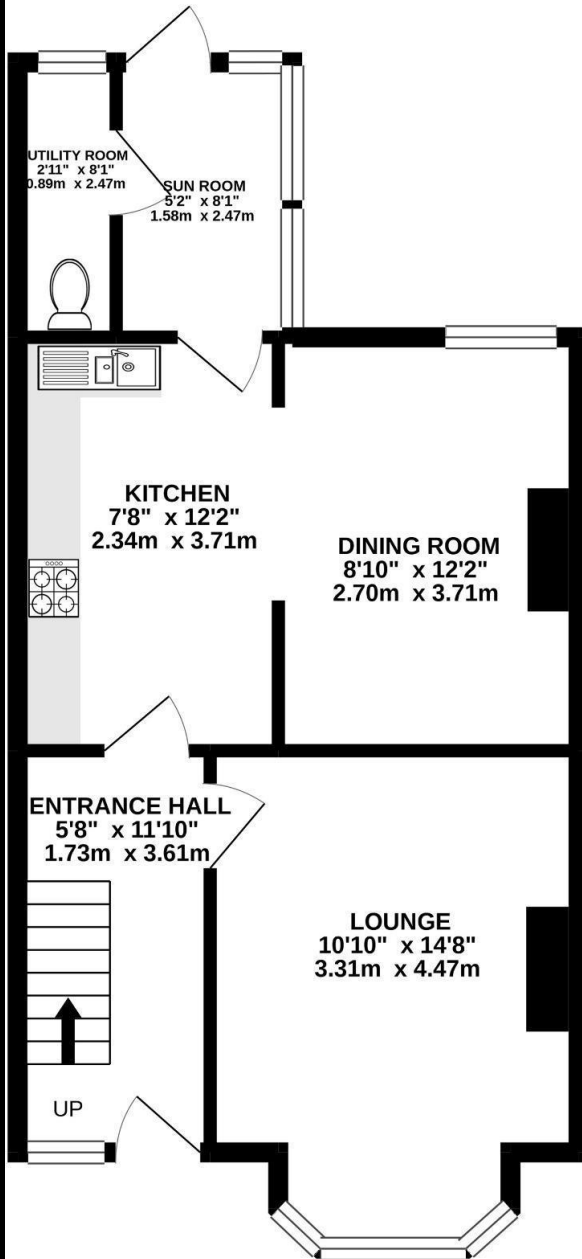 UTILITY ROOM
2'11" x 8'1"
0.89m x 2.47m
SUN ROOM
5'2" x 8'1"
1.58m x 2.47m
KITCHEN
7'8" x 12'2"
2.34m x 3.71m
DINING ROOM
8'10" x 12'2"
2.70m x 3.71m
ENTRANCE HALL
5'8" x 11'10"
1.73m x 3.61m
LOUNGE
10'10" x 14'8"
3.31m x 4.47m
UP